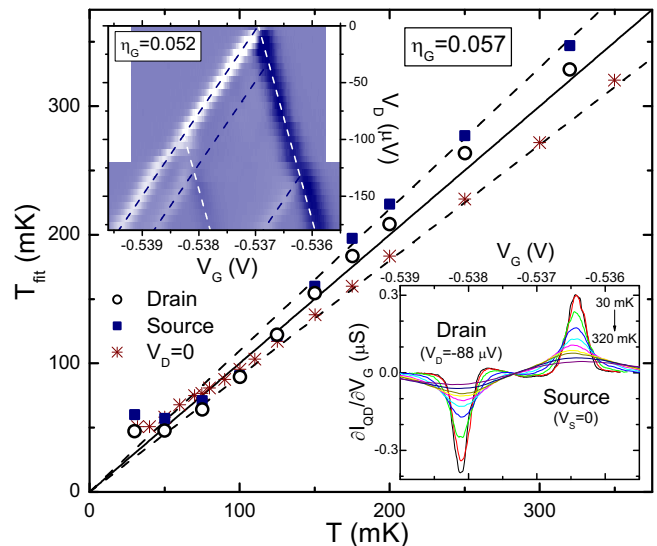 η_G=0.052
η_G=0.057
0
-50
-100
-150
V_D (μV)
-0.539
-0.538
-0.537
-0.536
V_G (V)
300
200
100
0
T_fit (mK)
Drain
Source
V_D=0
V_G (V)
-0.539
-0.538
-0.537
-0.536
0.3
0.0
-0.3
∂I_QD/∂V_G (μS)
30 mK
320 mK
Drain
(V_D=-88 μV)
Source
(V_S=0)
0
100
200
300
T (mK)